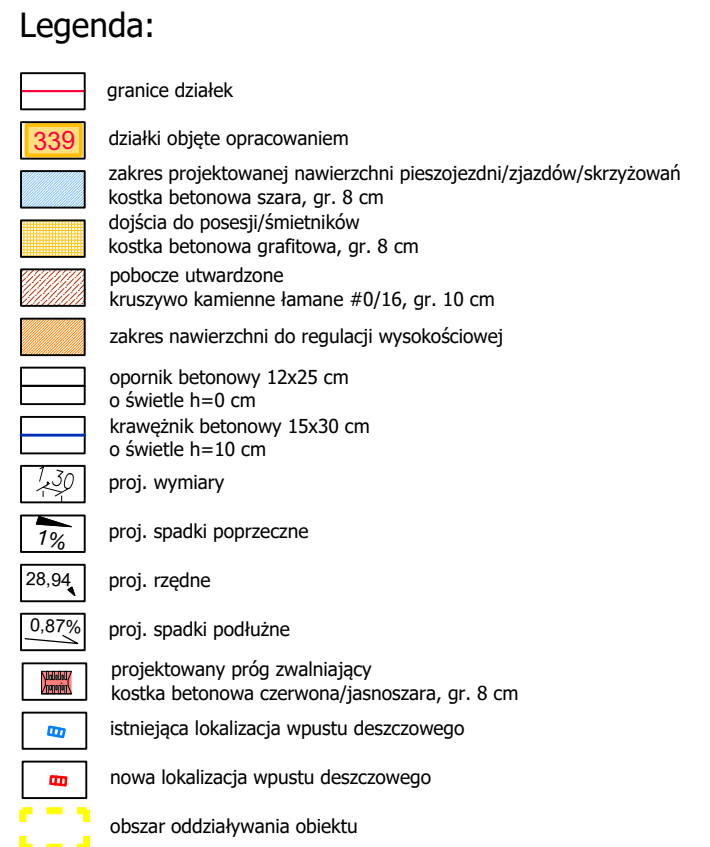 Legenda:
granice działek
339
działki objęte opracowaniem
zakres projektowanej nawierzchni pieszojezdni/zjazdów/skrzyżowań
kostka betonowa szara, gr. 8 cm
dojścia do posesji/śmietników
kostka betonowa grafitowa, gr. 8 cm
pobocze utwardzone
kruszywo kamienne łamane #0/16, gr. 10 cm
zakres nawierzchni do regulacji wysokościowej
opornik betonowy 12x25 cm
o świetle h=0 cm
krawężnik betonowy 15x30 cm
o świetle h=10 cm
1,30
proj. wymiary
1%
proj. spadki poprzeczne
28,94
proj. rzędne
0,87%
proj. spadki podłużne
projektowany próg zwalniający
kostka betonowa czerwona/jasnoszara, gr. 8 cm
istniejąca lokalizacja wpustu deszczowego
nowa lokalizacja wpustu deszczowego
obszar oddziaływania obiektu